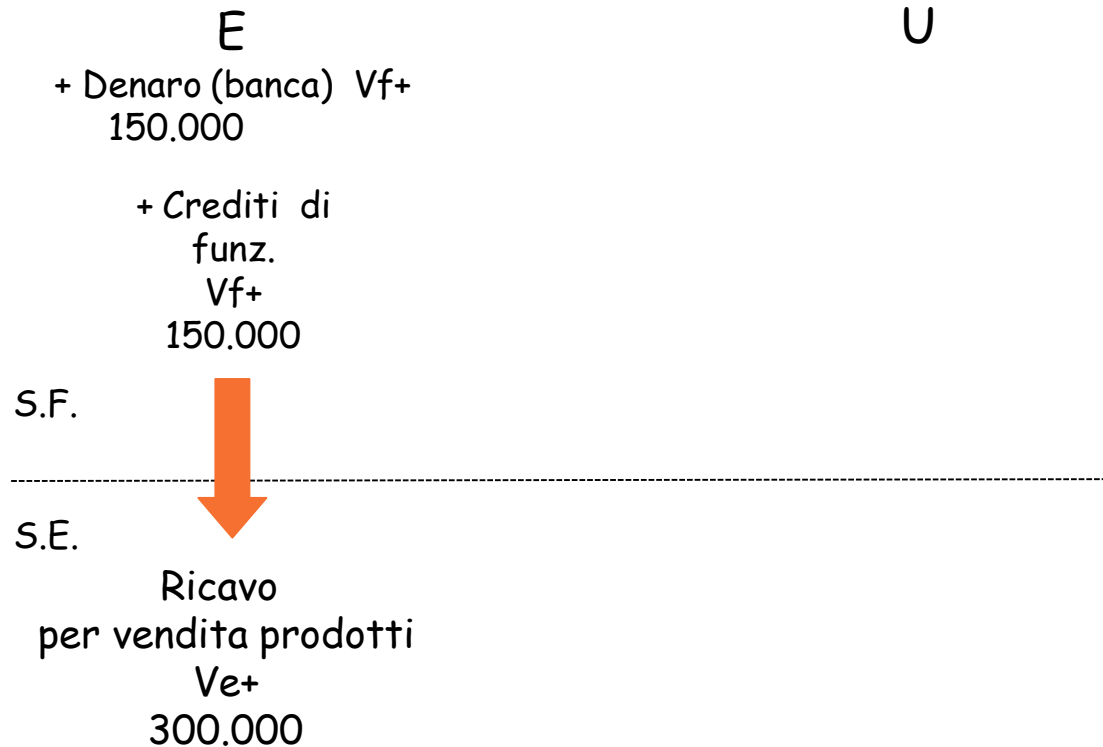 E
U
+ Denaro (banca) Vf+
150.000
+ Crediti di
funz.
Vf+
150.000
S.F.
S.E.
Ricavo
per vendita prodotti
Ve+
300.000